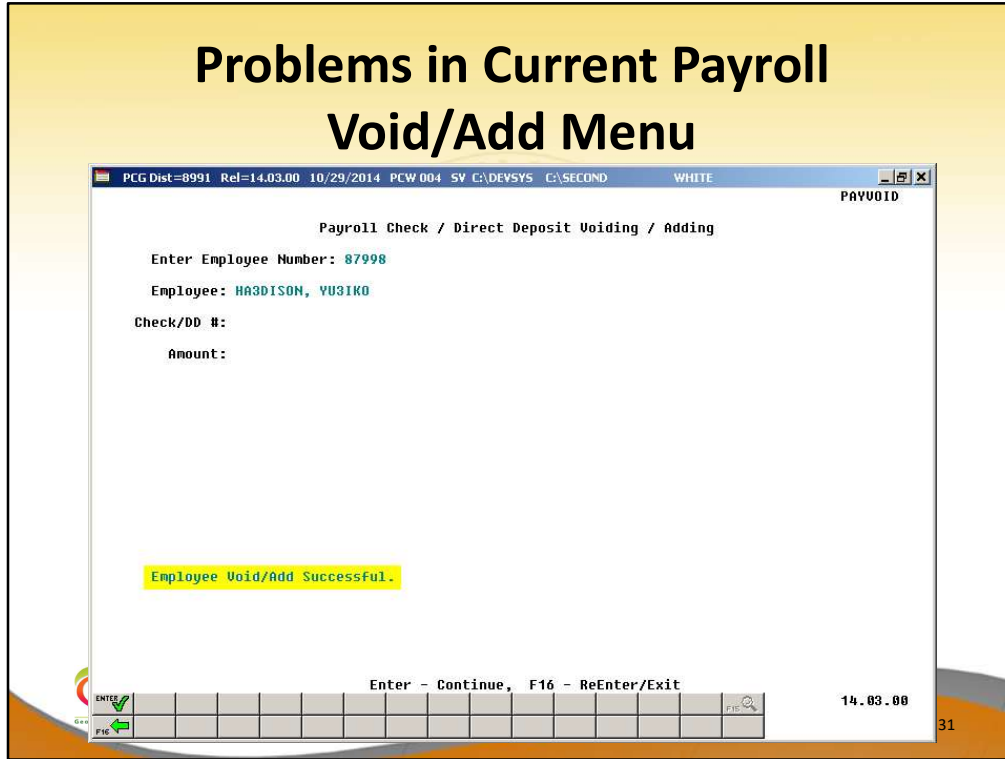 Problems in Current Payroll
Void/Add Menu
PCG Dist=8991 Rel=14.03.00 10/29/2014 PCW 004 SV C:\DEVSYS C:\SECOND WHITE
PAYVOID
Payroll Check / Direct Deposit Voiding / Adding
Enter Employee Number: 87998
Employee: HA3DISON, YU3IKO
Check/DD #:
Amount:
Employee Void/Add Successful.
Enter - Continue, F16 - ReEnter/Exit
ENTER
F15
14.03.00
F16
31